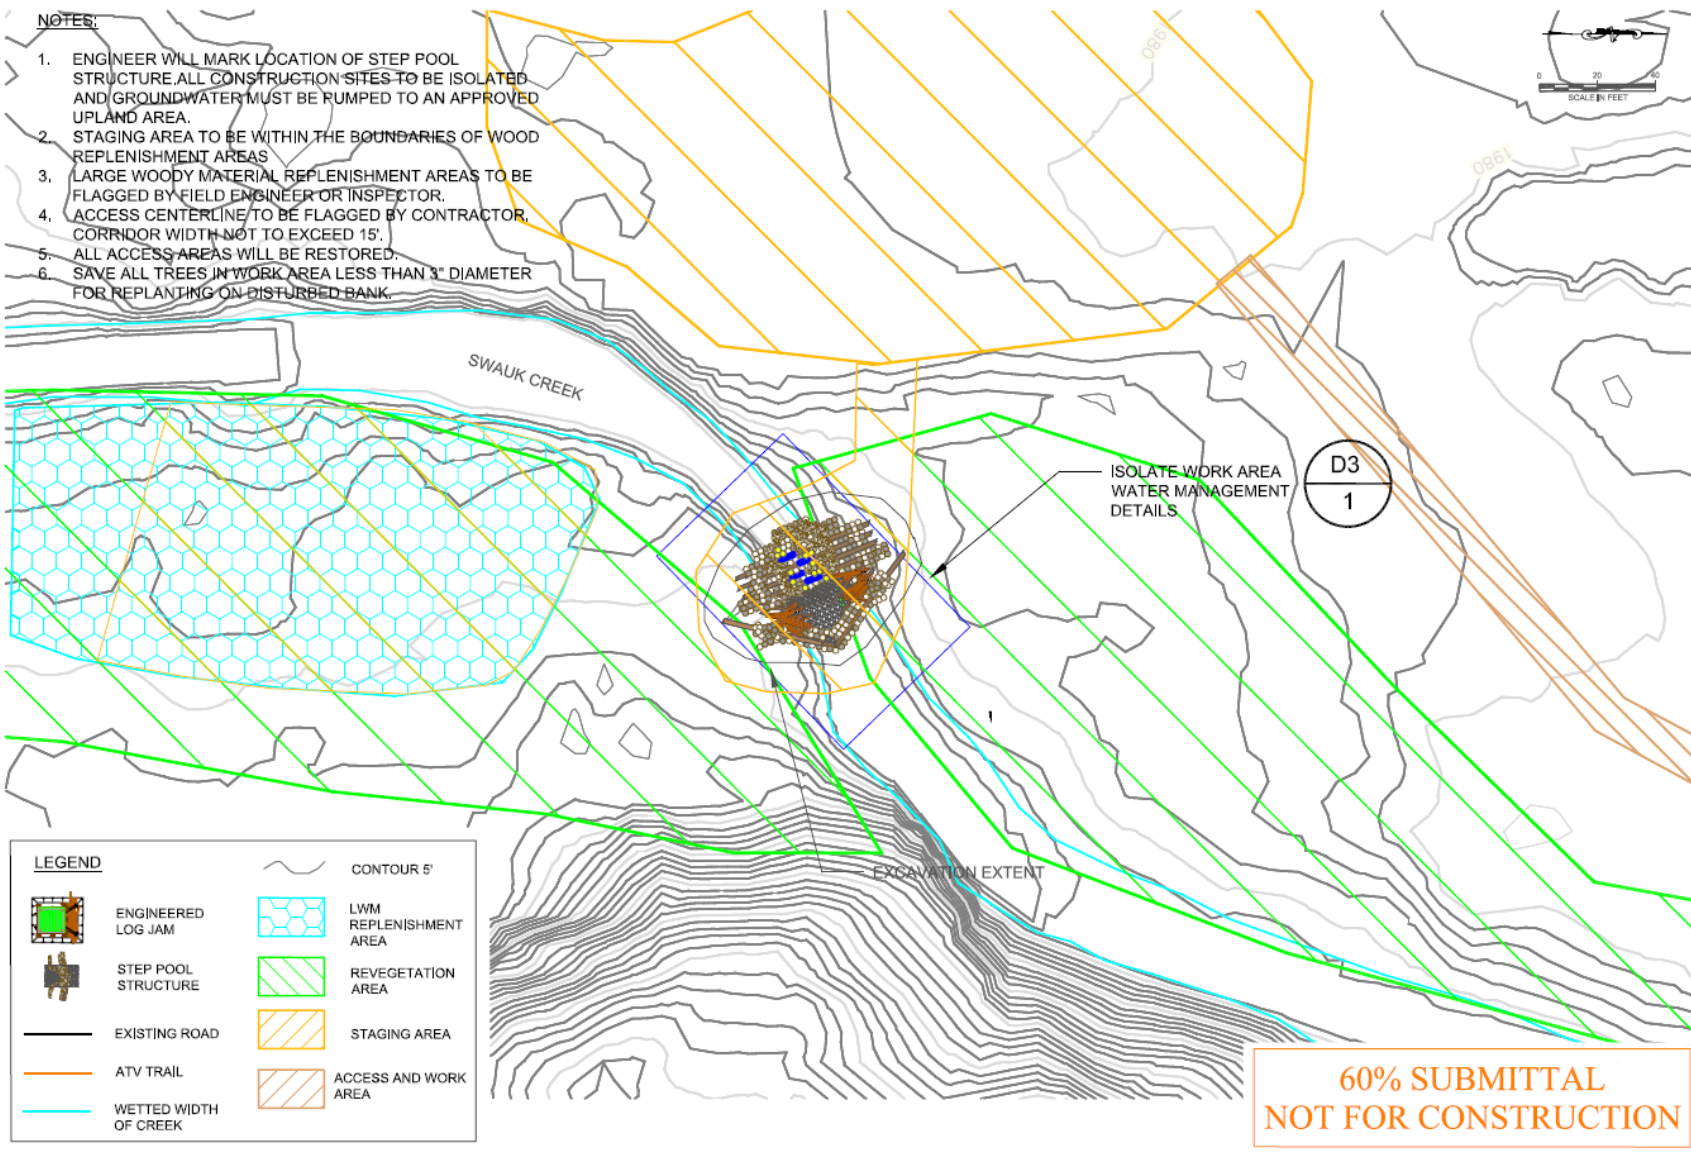 NOTES:
1. ENGINEER WILL MARK LOCATION OF STEP POOL
STRUCTURE.ALL CONSTRUCTION SITES TO BE ISOLATED
AND GROUNDWATER MUST BE PUMPED TO AN APPROVED
UPLAND AREA.
2. STAGING AREA TO BE WITHIN THE BOUNDARIES OF WOOD
REPLENISHMENT AREAS
3. LARGE WOODY MATERIAL REPLENISHMENT AREAS TO BE
FLAGGED BY FIELD ENGINEER OR INSPECTOR.
4. ACCESS CENTERLINE TO BE FLAGGED BY CONTRACTOR,
CORRIDOR WIDTH NOT TO EXCEED 15'.
5. ALL ACCESS AREAS WILL BE RESTORED.
6. SAVE ALL TREES IN WORK AREA LESS THAN 3" DIAMETER
FOR REPLANTING ON DISTURBED BANK.
1980
0 20 40
SCALE IN FEET
1980
SWAUK CREEK
ISOLATE WORK AREA
WATER MANAGEMENT
DETAILS
D3
1
EXCAVATION EXTENT
LEGEND
ENGINEERED
LOG JAM
STEP POOL
STRUCTURE
EXISTING ROAD
ATV TRAIL
WETTED WIDTH
OF CREEK
CONTOUR 5'
LWM
REPLENISHMENT
AREA
REVEGETATION
AREA
STAGING AREA
ACCESS AND WORK
AREA
60% SUBMITTAL
NOT FOR CONSTRUCTION